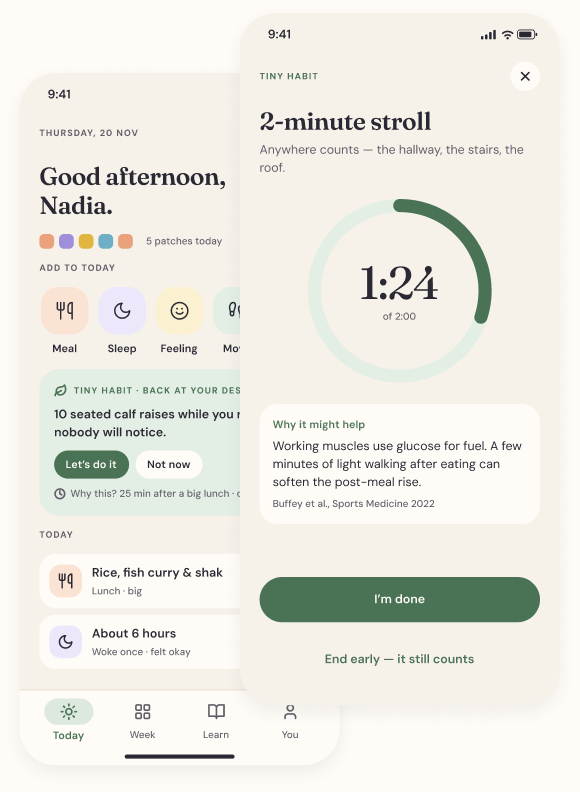 9:41
THURSDAY, 20 NOV
Good afternoon,
Nadia.
5 patches today
ADD TO TODAY
Meal
Sleep
Feeling
TINY HABIT · BACK AT YOUR
10 seated calf raises while you
nobody will notice.
Let's do it
Not now
Why this? 25 min after a big lunch ·
TODAY
Rice, fish curry & shak
Lunch · big
About 6 hours
Woke once · felt okay
Today
Week
Learn
You
9:41
TINY HABIT
2-minute stroll
Anywhere counts — the hallway, the stairs, the
roof.
1:24
of 2:00
Why it might help
Working muscles use glucose for fuel. A few
minutes of light walking after eating can
soften the post-meal rise.
Buffey et al., Sports Medicine 2022
I'm done
End early — it still counts